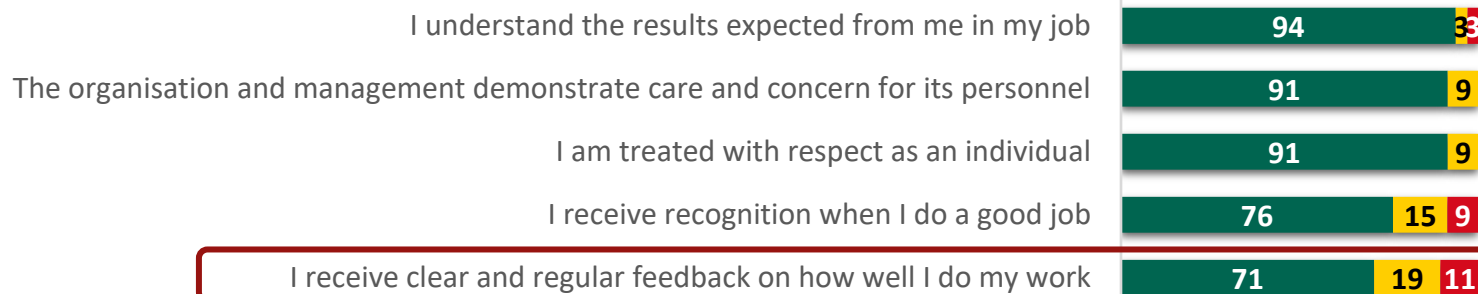 I understand the results expected from me in my job 94 3 3
The organisation and management demonstrate care and concern for its personnel 91 9
I am treated with respect as an individual 91 9
I receive recognition when I do a good job 76 15 9
I receive clear and regular feedback on how well I do my work 71 19 11